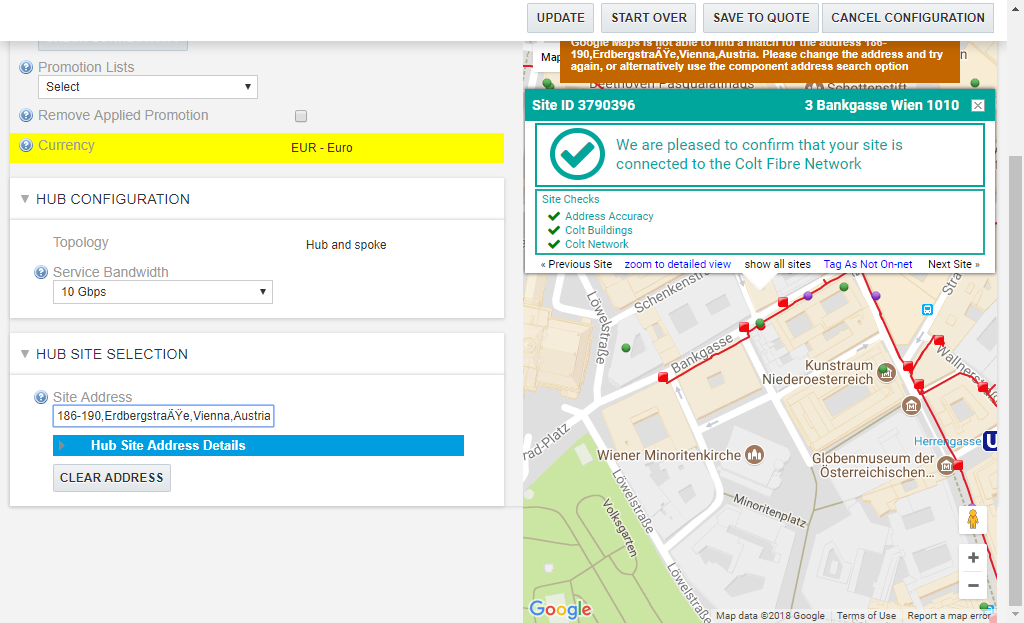 UPDATE
START OVER
SAVE TO QUOTE
CANCEL CONFIGURATION
Promotion Lists
Select
Remove Applied Promotion
Currency
EUR - Euro
HUB CONFIGURATION
Topology
Hub and spoke
Service Bandwidth
10 Gbps
HUB SITE SELECTION
Site Address
186-190,ErdbergstraÃŸe,Vienna,Austria
Hub Site Address Details
CLEAR ADDRESS
Map
Google Maps is not able to find a match for the address 186-
190,ErdbergstraÃŸe,Vienna,Austria. Please change the address and try
again, or alternatively use the component address search option
Beethoven Pasqualatihaus
Schottenstift
Site ID 3790396
3 Bankgasse Wien 1010
We are pleased to confirm that your site is
connected to the Colt Fibre Network
Site Checks
Address Accuracy
Colt Buildings
Colt Network
« Previous Site
zoom to detailed view
show all sites
Tag As Not On-net
Next Site »
Schenkenstraße
Löwelstraße
Bankgasse
Kunstraum
Niederoesterreich
Herrengasse
U
rad-Platz
Wiener Minoritenkirche
Globenmuseum der
Österreichischen...
Löwelstraße
Minoritenplatz
Volksgarten
Löwelstraße
+
−
Google
Map data ©2018 Google
Terms of Use
Report a map error